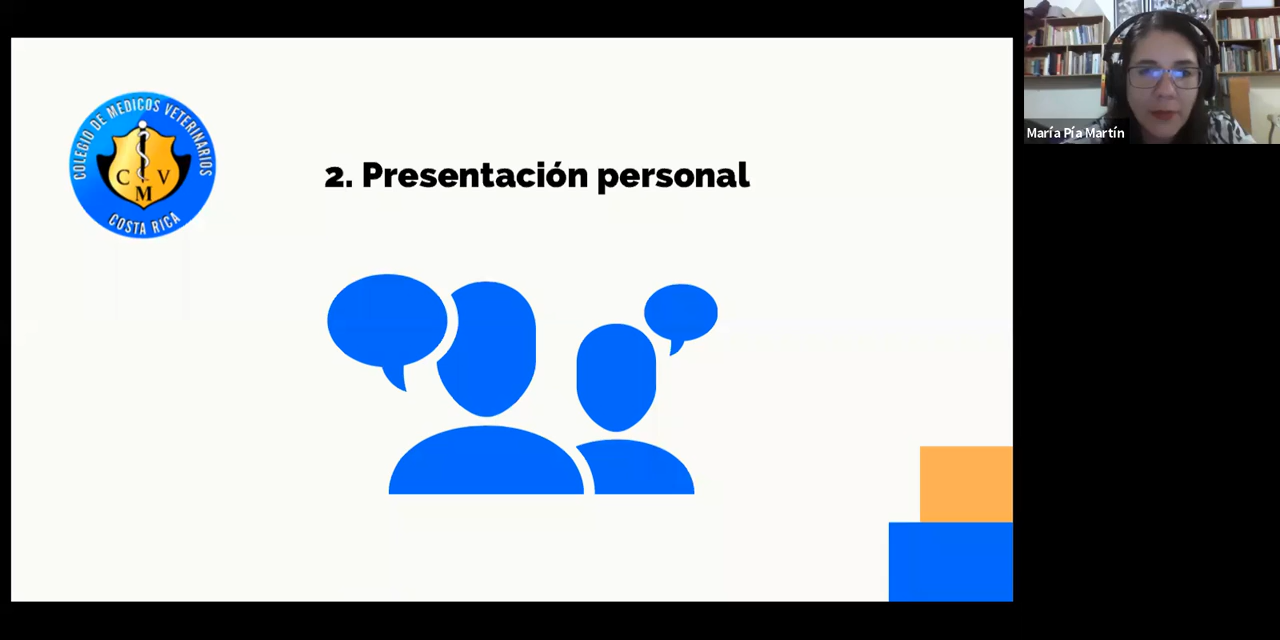 COLEGIO DE MEDICOS VETERINARIOS
C V
M
COSTA RICA
2. Presentación personal
María Pía Martín